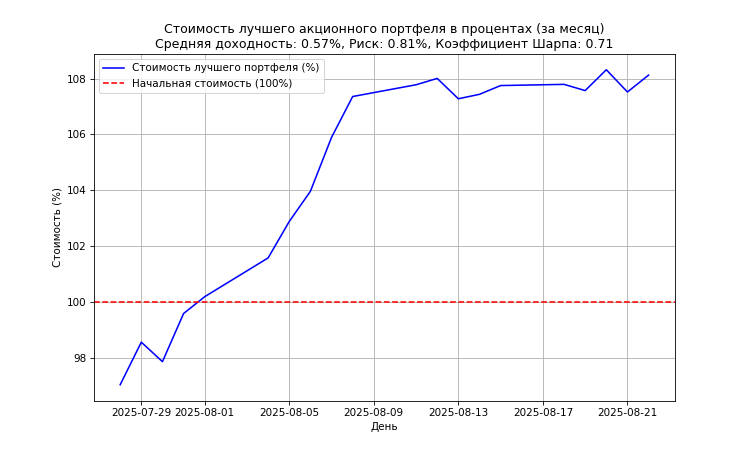 Стоимость лучшего акционного портфеля в процентах (за месяц)
Средняя доходность: 0.57%, Риск: 0.81%, Коэффициент Шарпа: 0.71
Стоимость лучшего портфеля (%)
Начальная стоимость (100%)
Стоимость (%)
108
106
104
102
100
98
2025-07-29 2025-08-01 2025-08-05 2025-08-09 2025-08-13 2025-08-17 2025-08-21
День